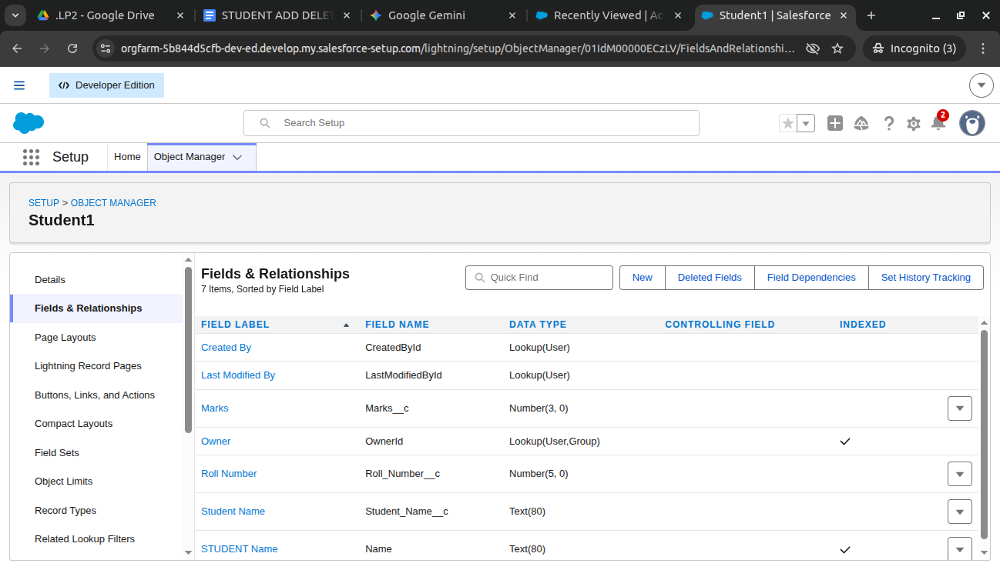 .LP2 - Google Drive
STUDENT ADD DELET
Google Gemini
Recently Viewed | Ac
Student1 | Salesforce
orgfarm-5b844d5cfb-dev-ed.develop.my.salesforce-setup.com/lightning/setup/ObjectManager/01IdM00000ECzLV/FieldsAndRelationshi...
Incognito (3)
Developer Edition
Search Setup
2
Setup
Home
Object Manager
SETUP > OBJECT MANAGER
Student1
Details
Fields & Relationships
Page Layouts
Lightning Record Pages
Buttons, Links, and Actions
Compact Layouts
Field Sets
Object Limits
Record Types
Related Lookup Filters
Fields & Relationships
7 Items, Sorted by Field Label
Quick Find
New
Deleted Fields
Field Dependencies
Set History Tracking
FIELD LABEL FIELD NAME DATA TYPE CONTROLLING FIELD INDEXED
Created By CreatedById Lookup(User)
Last Modified By LastModifiedById Lookup(User)
Marks Marks__c Number(3, 0)
Owner OwnerId Lookup(User,Group)
Roll Number Roll_Number__c Number(5, 0)
Student Name Student_Name__c Text(80)
STUDENT Name Name Text(80)